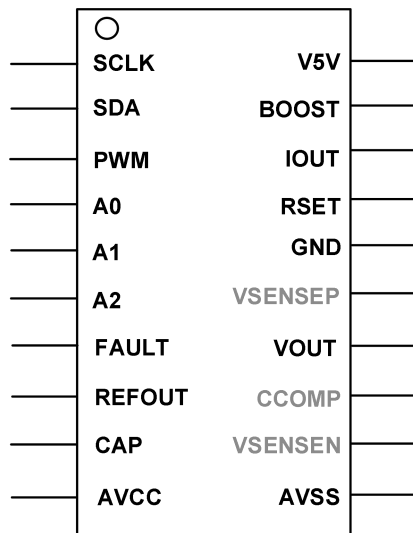 SCLK
V5V
SDA
BOOST
PWM
IOUT
A0
RSET
A1
GND
A2
VSENSEP
FAULT
VOUT
REFOUT
CCOMP
CAP
VSENSEN
AVCC
AVSS